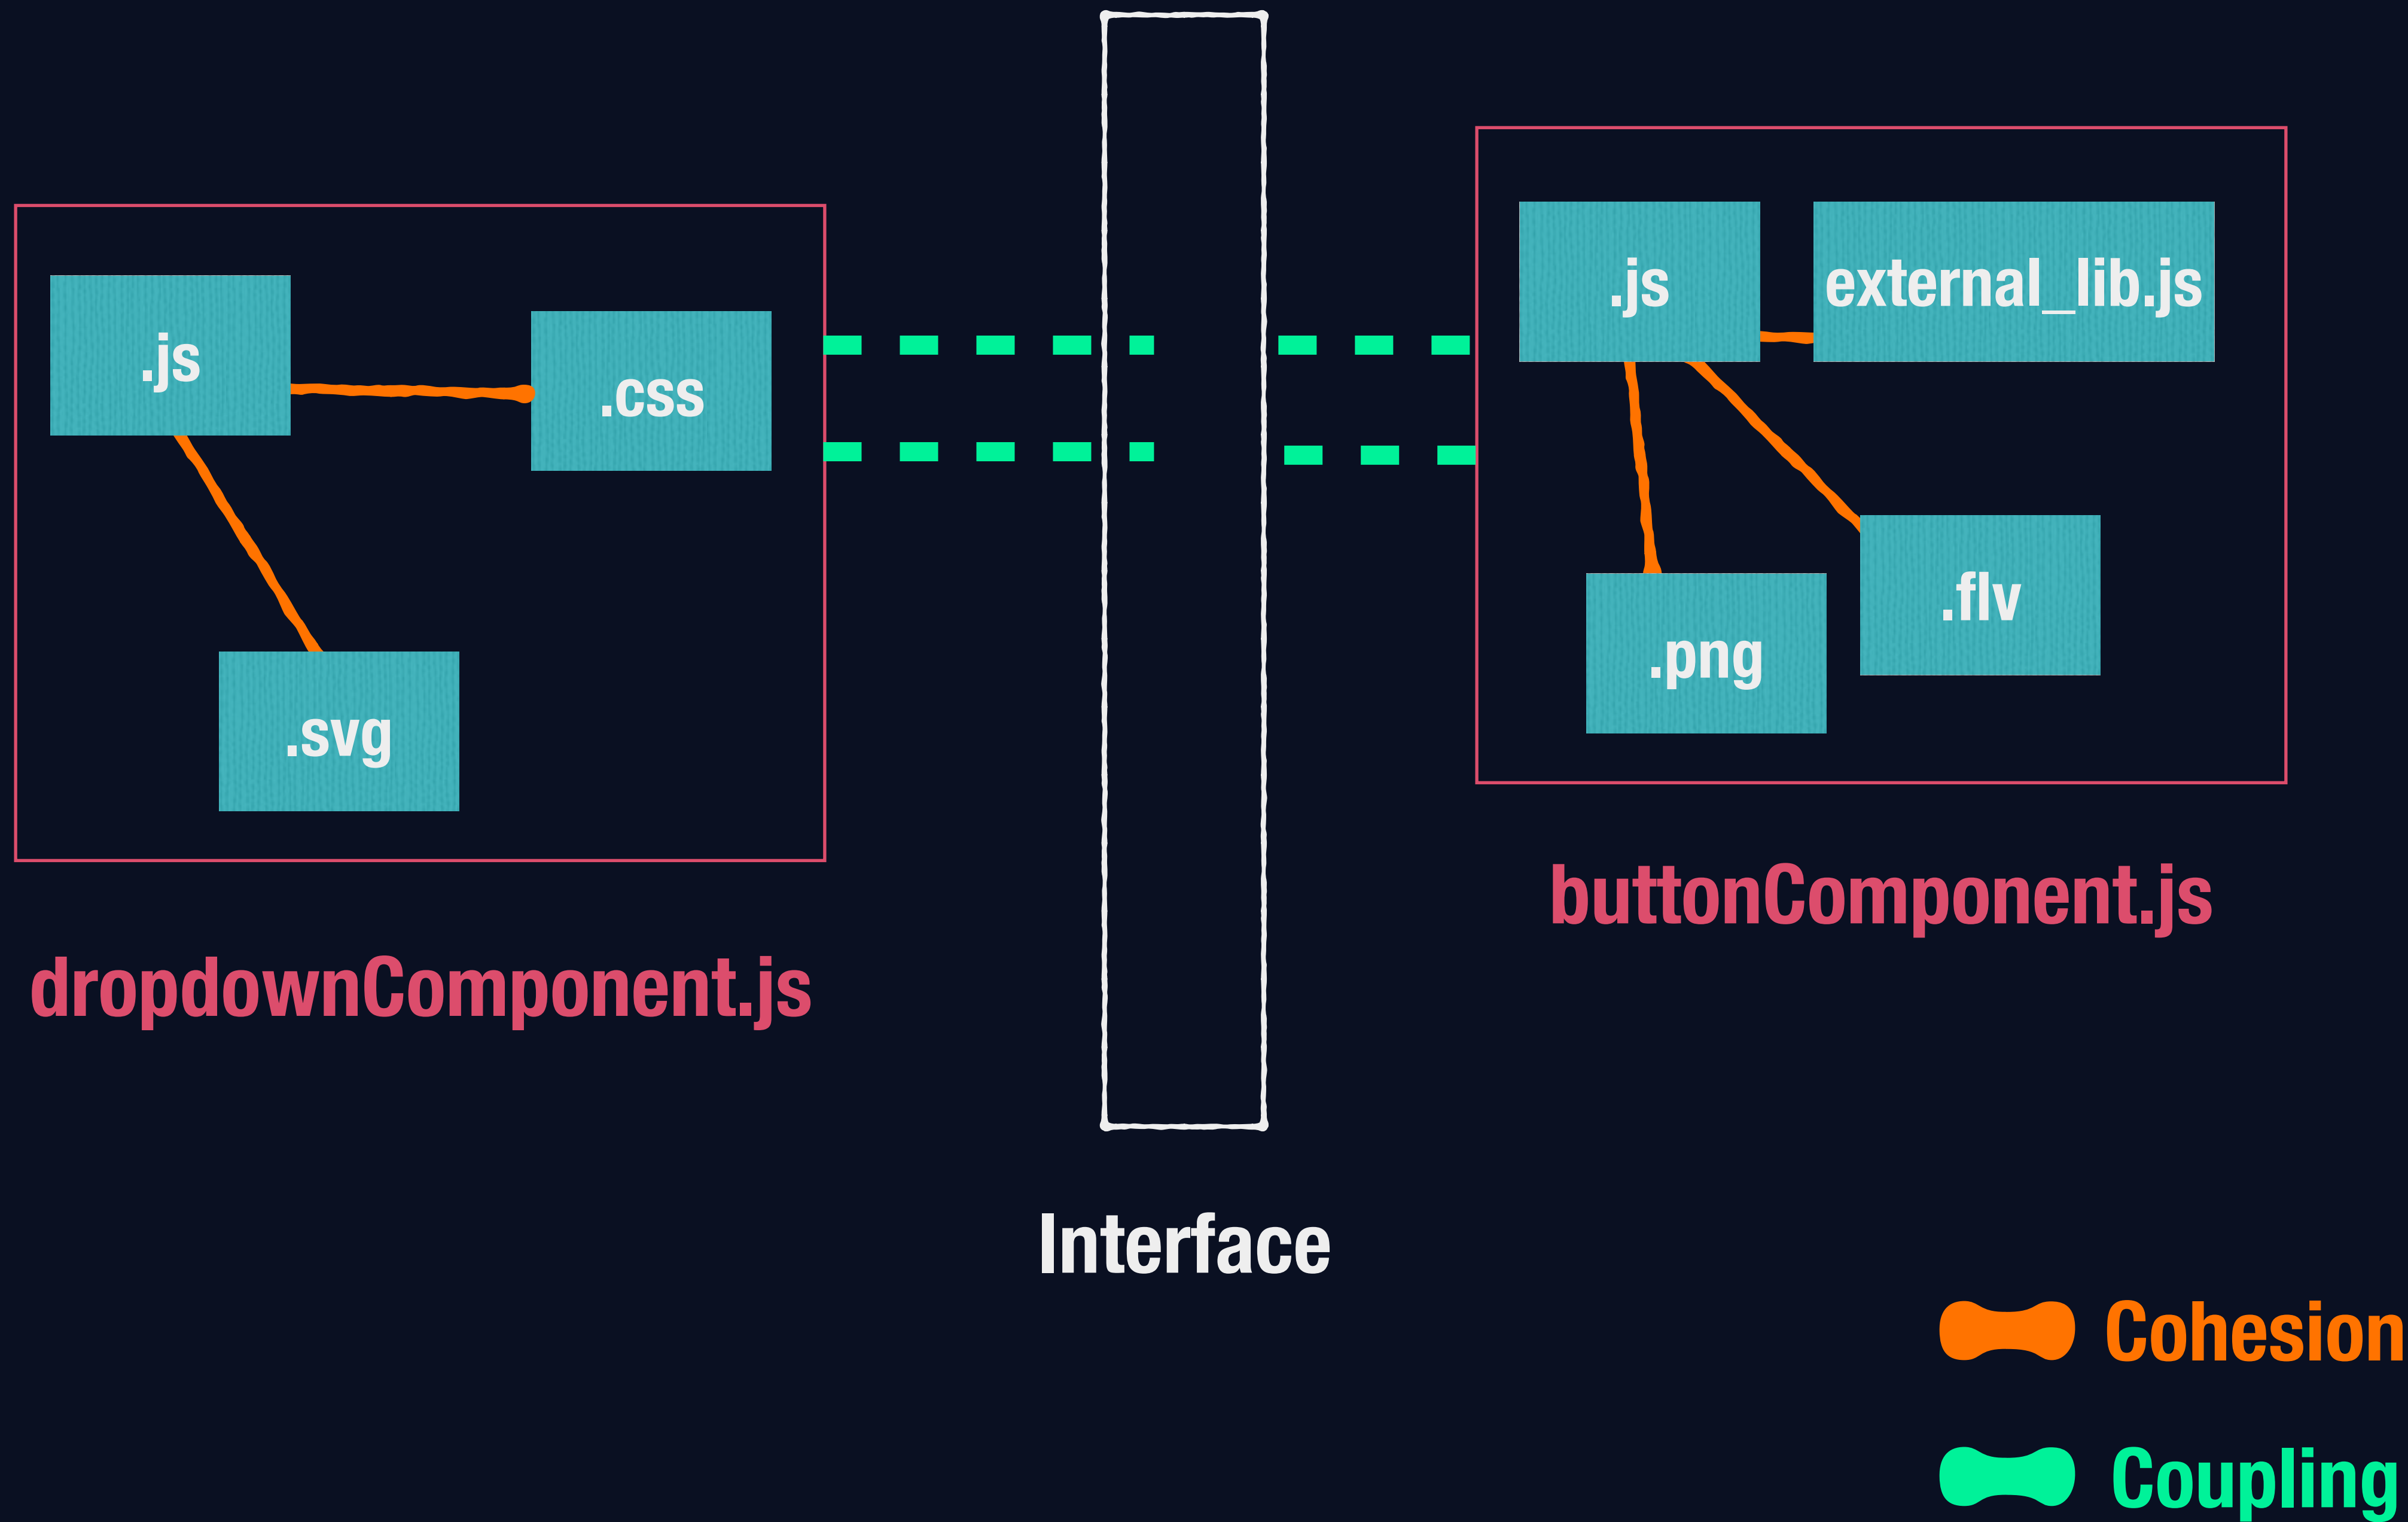 .js
.css
.svg
dropdownComponent.js
Interface
.js
external_lib.js
.png
.flv
buttonComponent.js
Cohesion
Coupling